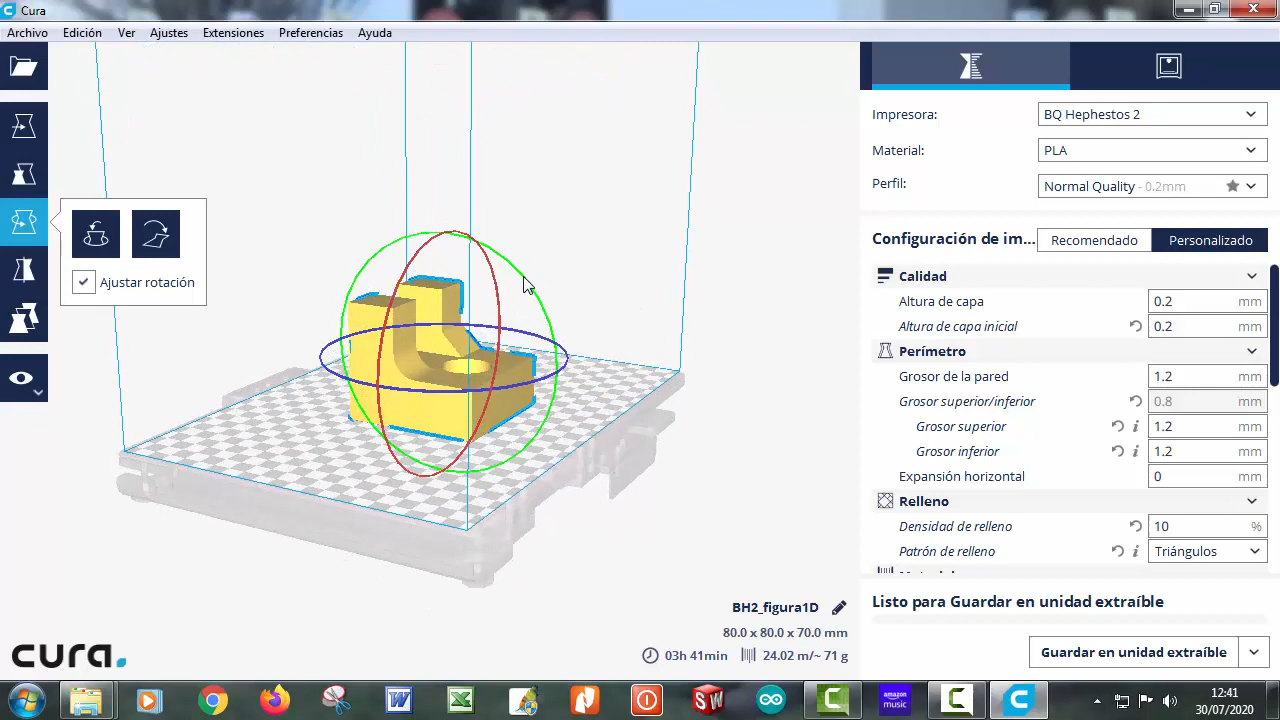 Cura
Archivo Edición Ver Ajustes Extensiones Preferencias Ayuda
Ajustar rotación
Impresora: BQ Hephestos 2
Material: PLA
Perfil: Normal Quality - 0.2mm
Configuración de im... Recomendado Personalizado
Calidad
Altura de capa 0.2 mm
Altura de capa inicial 0.2 mm
Perímetro
Grosor de la pared 1.2 mm
Grosor superior/inferior 0.8 mm
Grosor superior 1.2 mm
Grosor inferior 1.2 mm
Expansión horizontal 0 mm
Relleno
Densidad de relleno 10 %
Patrón de relleno Triángulos
BH2_figura1D
80.0 x 80.0 x 70.0 mm
03h 41min 24.02 m/~ 71 g
Listo para Guardar en unidad extraíble
Guardar en unidad extraíble
cura.
amazon
music
12:41
30/07/2020